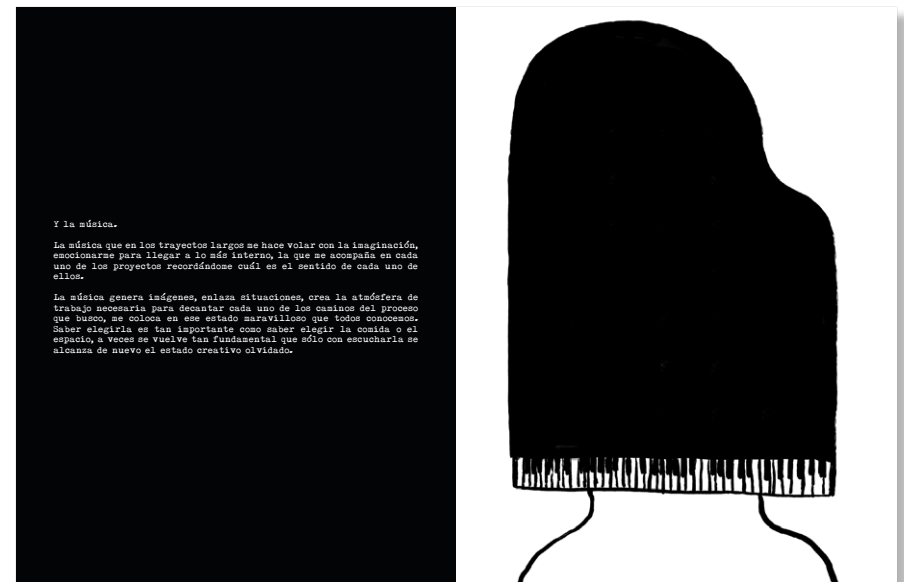 Y la música.
La música que en los trayectos largos me hace volar con la imaginación,
emocionarme para llegar a lo más interno, la que me acompaña en cada
uno de los proyectos recordándome cuál es el sentido de cada uno de
ellos.
La música genera imágenes, enlaza situaciones, crea la atmósfera de
trabajo necesaria para decantar cada uno de los caminos del proceso
que busco, me coloca en ese estado maravilloso que todos conocemos.
Saber elegirla es tan importante como saber elegir la comida o el
espacio, a veces se vuelve tan fundamental que sólo con escucharla se
alcanza de nuevo el estado creativo olvidado.